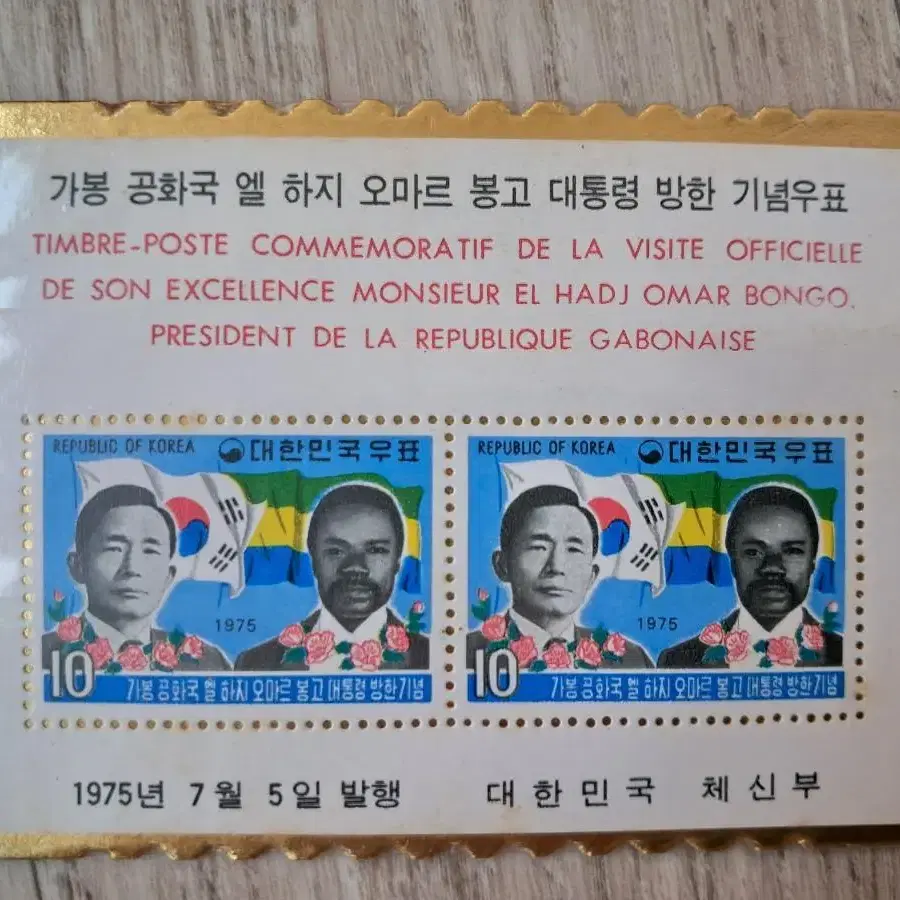 가봉 공화국 엘 하지 오마르 봉고 대통령 방한 기념우표
TIMBRE-POSTE COMMEMORATIF DE LA VISITE OFFICIELLE
DE SON EXCELLENCE MONSIEUR EL HADJ OMAR BONGO.
PRESIDENT DE LA REPUBLIQUE GABONAISE
REPUBLIC OF KOREA 대한민국우표
1975
10 가봉 공화국 엘 하지 오마르 봉고 대통령 방한기념
REPUBLIC OF KOREA 대한민국우표
1975
10 가봉 공화국 엘 하지 오마르 봉고 대통령 방한기념
1975년 7월 5일 발행 대한민국 체신부